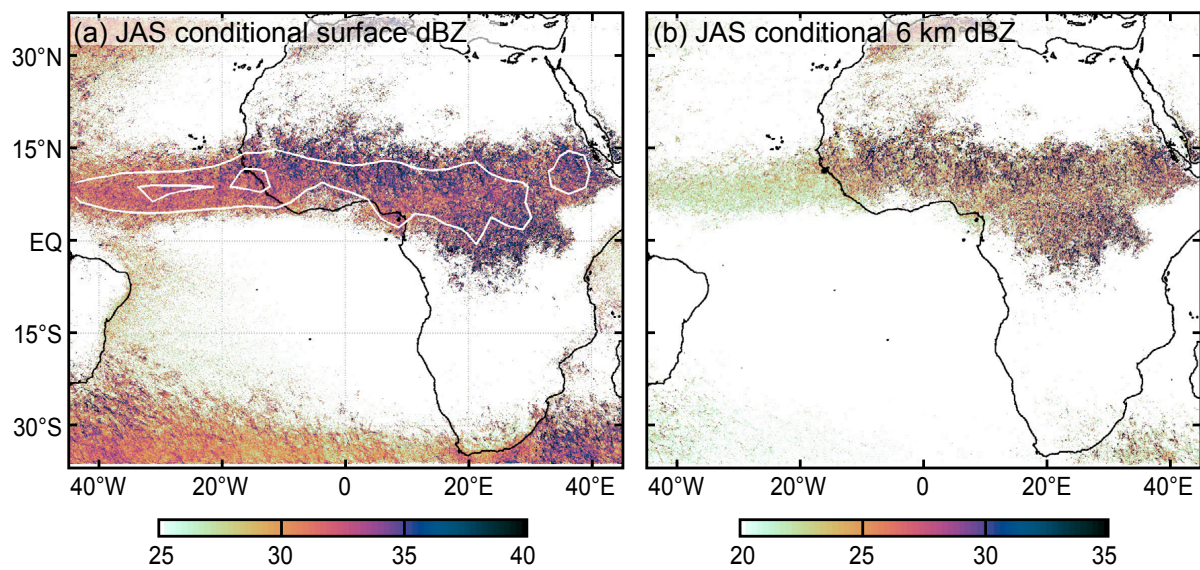 (a) JAS conditional surface dBZ
(b) JAS conditional 6 km dBZ
30°N
15°N
EQ
15°S
30°S
40°W 20°W 0 20°E 40°E
40°W 20°W 0 20°E 40°E
25 30 35 40
20 25 30 35